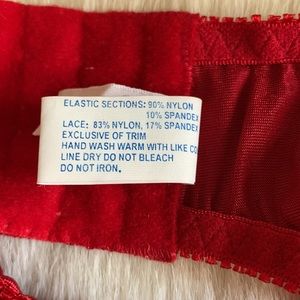 ELASTIC SECTIONS: 90% NYLON
10% SPANDEX
LACE: 83% NYLON, 17% SPANDEX
EXCLUSIVE OF TRIM
HAND WASH WARM WITH LIKE CO
LINE DRY DO NOT BLEACH
DO NOT IRON.